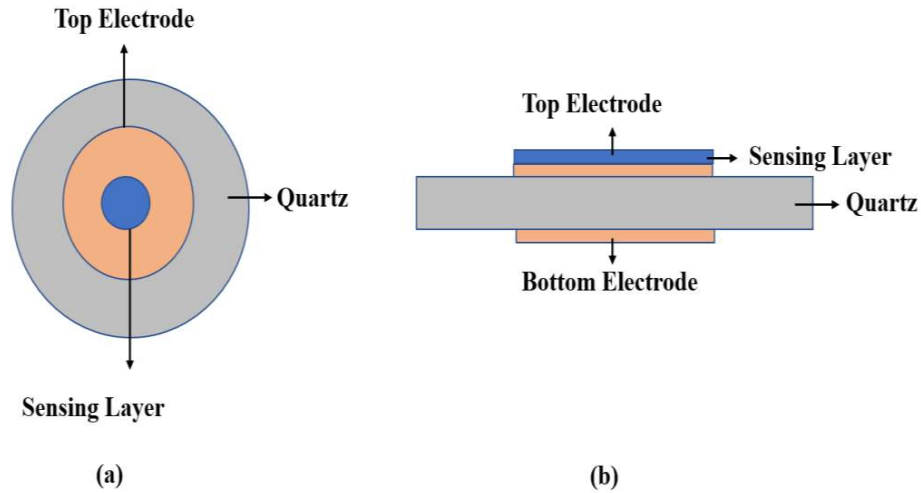 Top Electrode
Quartz
Sensing Layer
(a)
Top Electrode
Sensing Layer
Quartz
Bottom Electrode
(b)